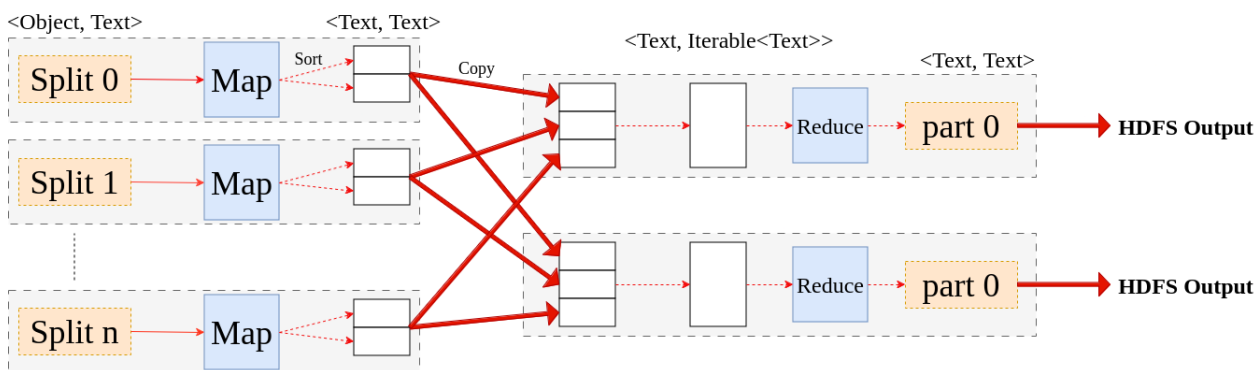 <Object, Text>
<Text, Text>
Split 0
Map
Sort
Copy
<Text, Iterable<Text>>
<Text, Text>
Reduce
part 0
HDFS Output
Split 1
Map
Split n
Map
Reduce
part 0
HDFS Output